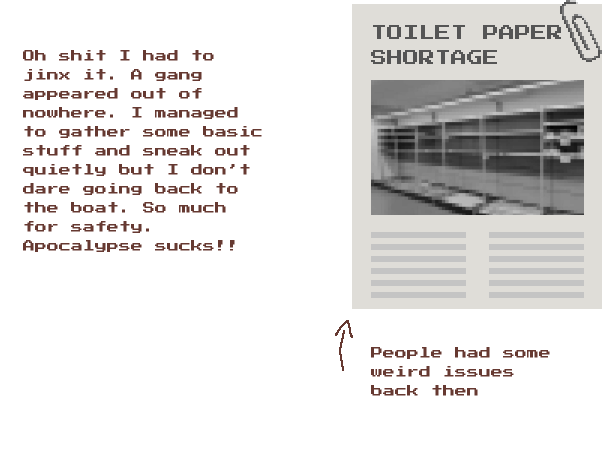 Oh shit I had to
jinx it. A gang
appeared out of
nowhere. I managed
to gather some basic
stuff and sneak out
quietly but I don't
dare going back to
the boat. So much
for safety.
Apocalypse sucks!!
TOILET PAPER
SHORTAGE
People had some
weird issues
back then